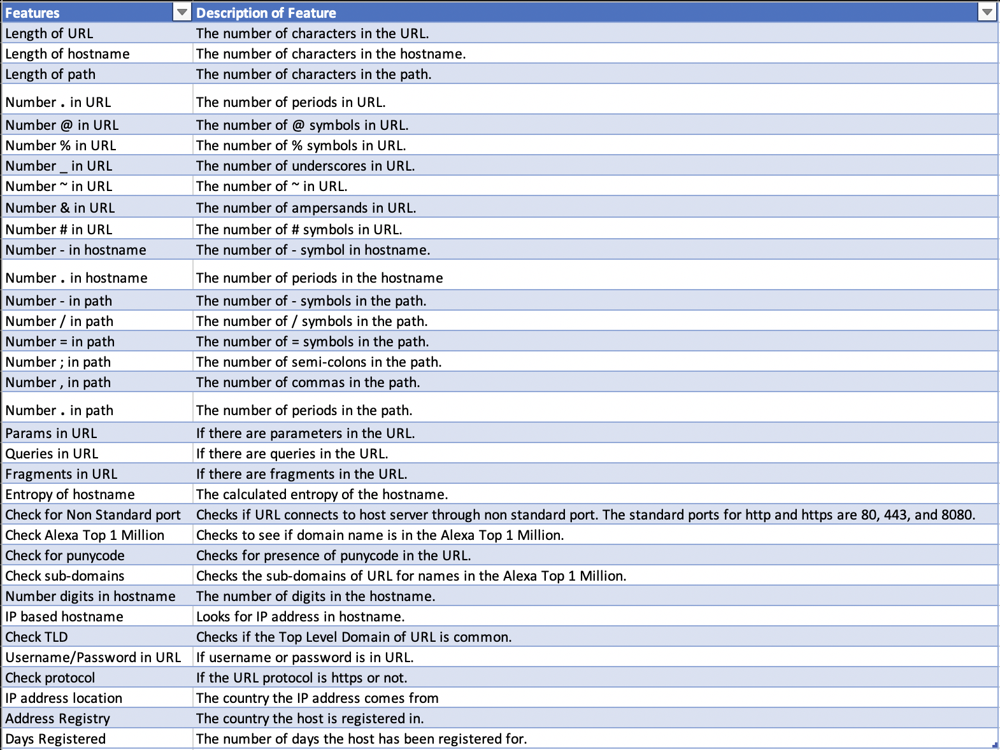 Features Description of Feature
Length of URL The number of characters in the URL.
Length of hostname The number of characters in the hostname.
Length of path The number of characters in the path.
Number . in URL The number of periods in URL.
Number @ in URL The number of @ symbols in URL.
Number % in URL The number of % symbols in URL.
Number _ in URL The number of underscores in URL.
Number ~ in URL The number of ~ in URL.
Number & in URL The number of ampersands in URL.
Number # in URL The number of # symbols in URL.
Number - in hostname The number of - symbol in hostname.
Number . in hostname The number of periods in the hostname
Number - in path The number of - symbols in the path.
Number / in path The number of / symbols in the path.
Number = in path The number of = symbols in the path.
Number ; in path The number of semi-colons in the path.
Number , in path The number of commas in the path.
Number . in path The number of periods in the path.
Params in URL If there are parameters in the URL.
Queries in URL If there are queries in the URL.
Fragments in URL If there are fragments in the URL.
Entropy of hostname The calculated entropy of the hostname.
Check for Non Standard port Checks if URL connects to host server through non standard port. The standard ports for http and https are 80, 443, and 8080.
Check Alexa Top 1 Million Checks to see if domain name is in the Alexa Top 1 Million.
Check for punycode Checks for presence of punycode in the URL.
Check sub-domains Checks the sub-domains of URL for names in the Alexa Top 1 Million.
Number digits in hostname The number of digits in the hostname.
IP based hostname Looks for IP address in hostname.
Check TLD Checks if the Top Level Domain of URL is common.
Username/Password in URL If username or password is in URL.
Check protocol If the URL protocol is https or not.
IP address location The country the IP address comes from
Address Registry The country the host is registered in.
Days Registered The number of days the host has been registered for.